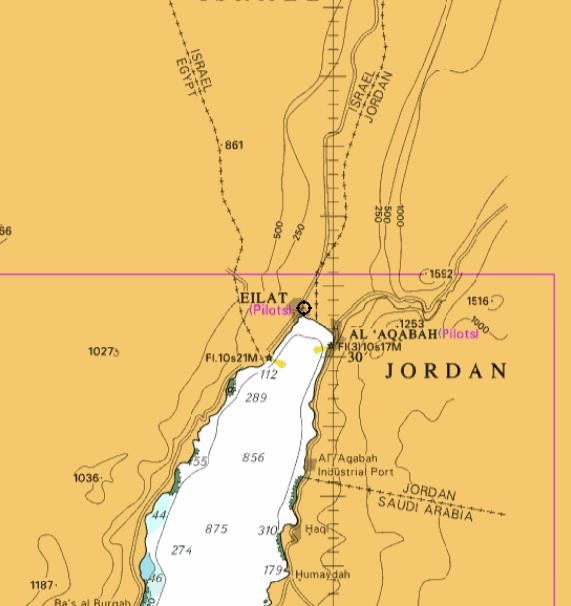 ISRAEL
ISRAEL
EGYPT
ISRAEL
JORDAN
861
500
250
250
500
1000
66
1592
EILAT
(Pilots)
1516
1253
1000
AL 'AQABAH (Pilots)
Fl(3)10s17M
30
1027
Fl.10s21M
112
JORDAN
289
55
856
Al 'Aqabah
Industrial Port
1036
JORDAN
SAUDI ARABIA
44
875
310
Haql
274
179
Humaydah
46
1187
Ra's al Burqah